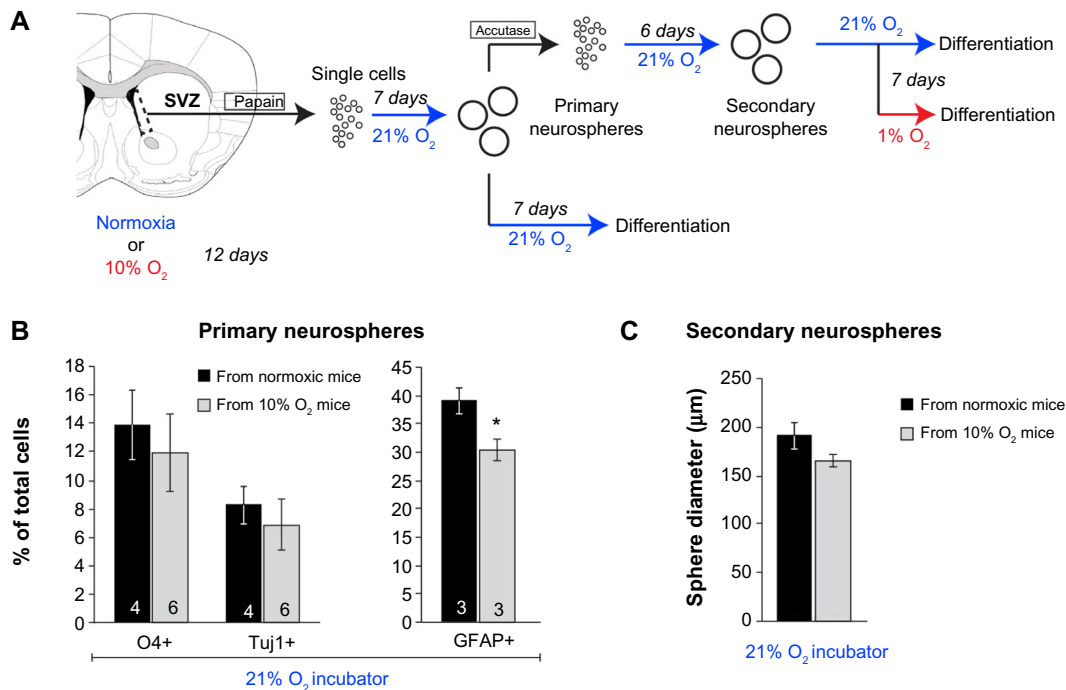 A
SVZ
Papain
Single cells
7 days
21% O2
Accutase
Primary
neurospheres
6 days
21% O2
Secondary
neurospheres
21% O2
Differentiation
7 days
Differentiation
1% O2
7 days
21% O2
Differentiation
Normoxia
or
10% O2
12 days
B
Primary neurospheres
% of total cells
18
16
14
12
10
8
6
4
2
0
From normoxic mice
From 10% O2 mice
4
6
4
6
O4+
Tuj1+
45
40
35
30
25
20
15
10
5
0
*
3
3
GFAP+
21% O2 incubator
C
Secondary neurospheres
Sphere diameter (µm)
250
200
150
100
50
0
From normoxic mice
From 10% O2 mice
21% O2 incubator